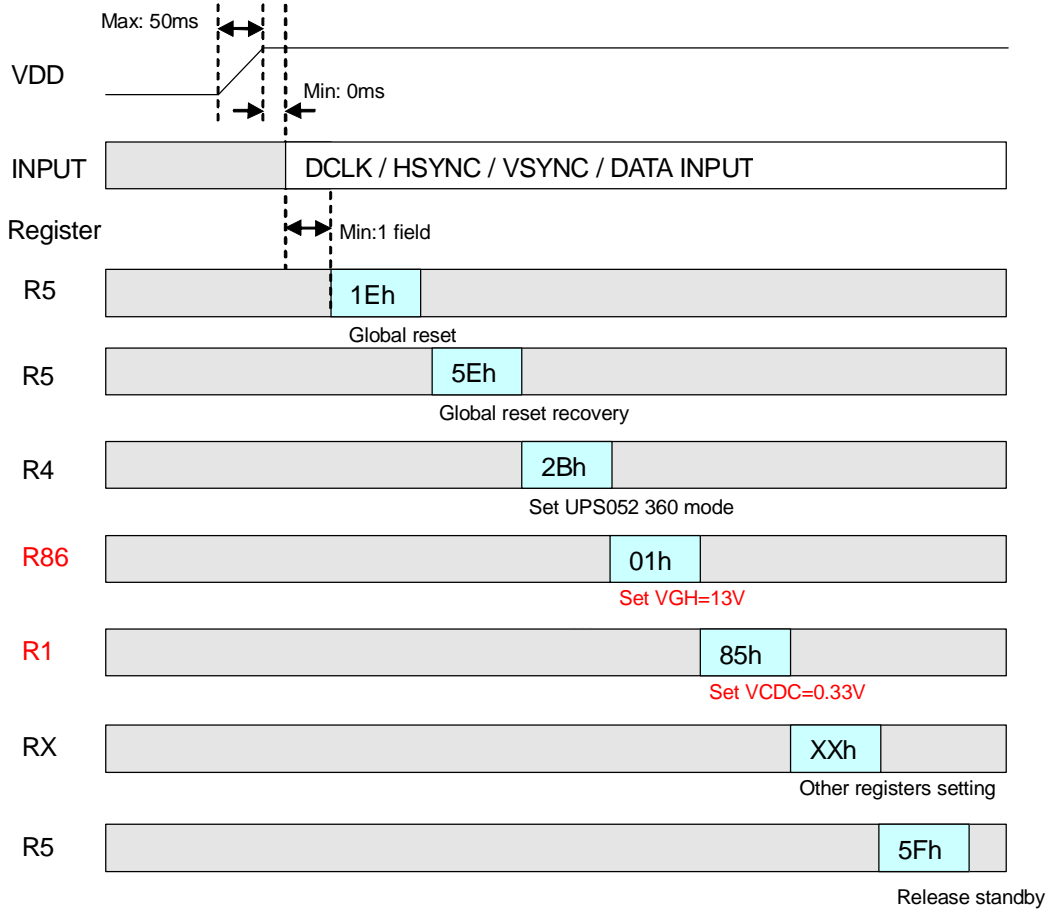 Max: 50ms
VDD
Min: 0ms
INPUT
DCLK / HSYNC / VSYNC / DATA INPUT
Register
Min:1 field
R5
1Eh
Global reset
R5
5Eh
Global reset recovery
R4
2Bh
Set UPS052 360 mode
R86
01h
Set VGH=13V
R1
85h
Set VCDC=0.33V
RX
XXh
Other registers setting
R5
5Fh
Release standby